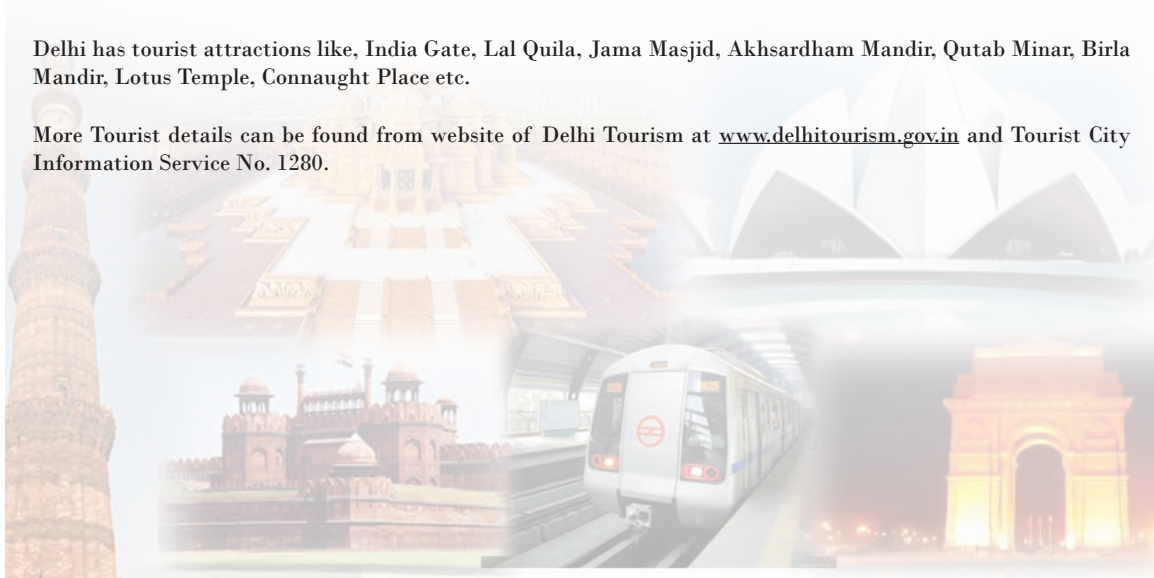 Delhi has tourist attractions like, India Gate, Lal Quila, Jama Masjid, Akhsardham Mandir, Qutab Minar, Birla
Mandir, Lotus Temple, Connaught Place etc.
More Tourist details can be found from website of Delhi Tourism at www.delhitourism.gov.in and Tourist City
Information Service No. 1280.